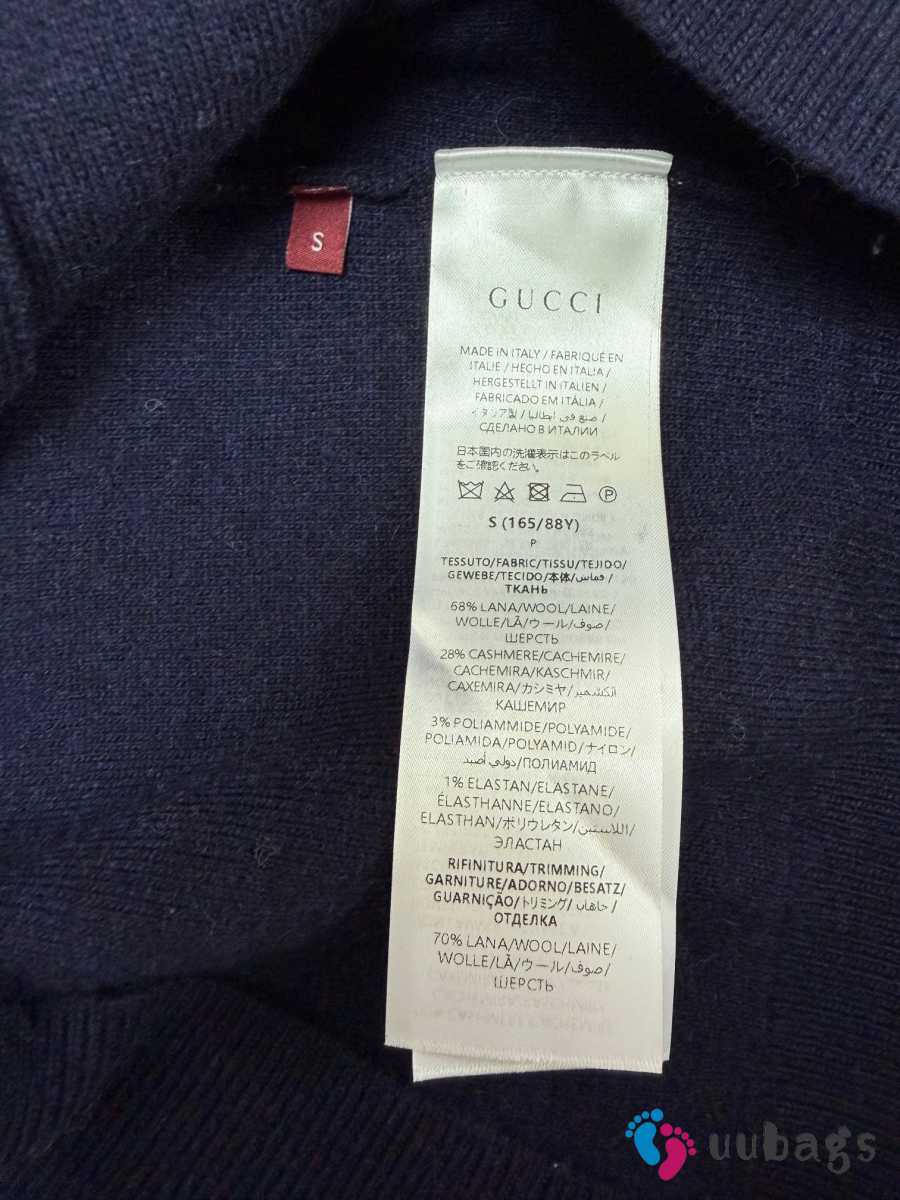 S
GUCCI
MADE IN ITALY / FABRIQUÉ EN
ITALIE / HECHO EN ITALIA /
HERGESTELLT IN ITALIEN /
FABRICADO EM ITÁLIA /
イタリア製 / صنع في ايطاليا /
СДЕЛАНО В ИТАЛИИ
日本国内の洗濯表示はこのラベル
をご確認ください。
P
S (165/88Y)
P
TESSUTO/FABRIC/TISSU/TEJIDO/
GEWEBE/TECIDO/本体/قماس/
ТКАНЬ
68% LANA/WOOL/LAINE/
WOLLE/LÃ/ウール/صوف/
ШЕРСТЬ
28% CASHMERE/CACHEMIRE/
CACHEMIRA/KASCHMIR/
CAXEMIRA/カシミヤ/الكشمير/
КАШЕМИР
3% POLIAMMIDE/POLYAMIDE/
POLIAMIDA/POLYAMID/ナイロン/
دولي أصيد/ПОЛИАМИД
1% ELASTAN/ELASTANE/
ÉLASTHANNE/ELASTANO/
ELASTHAN/ポリウレタン/اللاستين/
ЭЛАСТАН
RIFINITURA/TRIMMING/
GARNITURE/ADORNO/BESATZ/
GUARNIÇÃO/トリミング/حاهاب/
ОТДЕЛКА
70% LANA/WOOL/LAINE/
WOLLE/LÃ/ウール/صوف/
ШЕРСТЬ
uubags